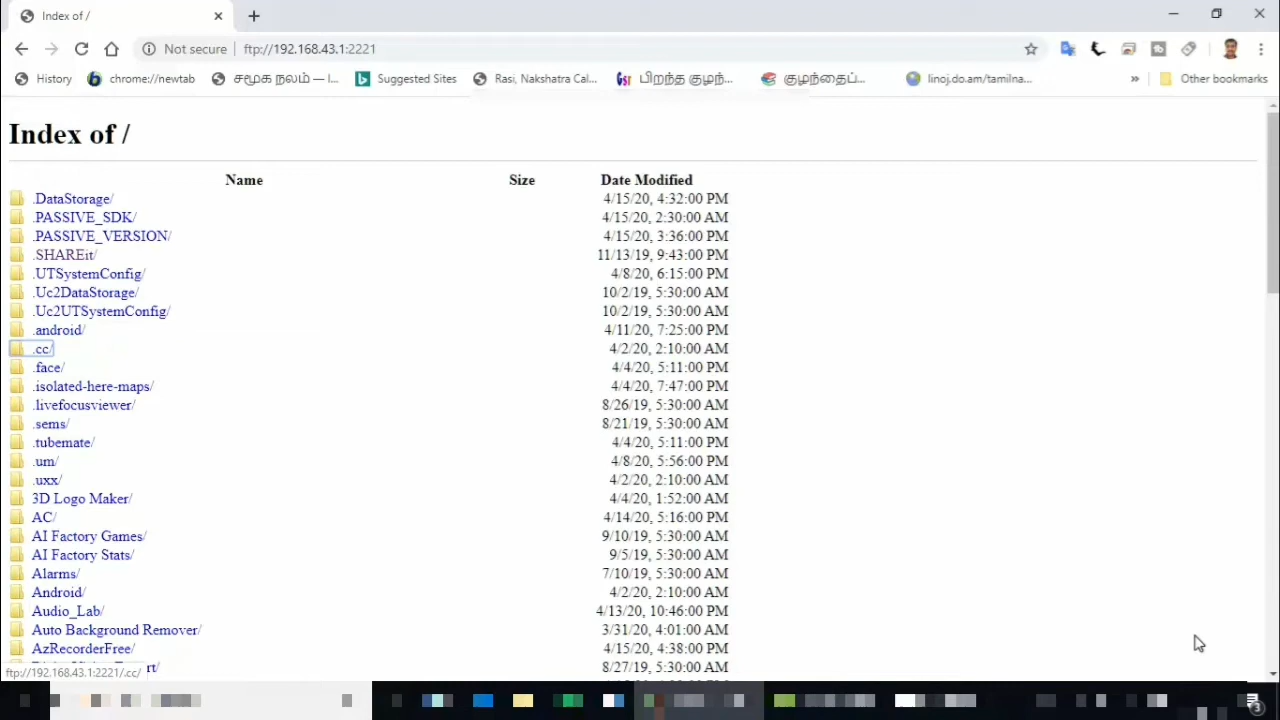 Index of /
Not secure | ftp://192.168.43.1:2221
History chrome://newtab சமூக நலம் — I... Suggested Sites Rasi, Nakshatra Cal... Gsr பிறந்த குழந்... குழந்தைப்... linoj.do.am/tamilna... » Other bookmarks
Index of /
Name Size Date Modified
.DataStorage/ 4/15/20, 4:32:00 PM
.PASSIVE_SDK/ 4/15/20, 2:30:00 AM
.PASSIVE_VERSION/ 4/15/20, 3:36:00 PM
.SHAREit/ 11/13/19, 9:43:00 PM
.UTSystemConfig/ 4/8/20, 6:15:00 PM
.Uc2DataStorage/ 10/2/19, 5:30:00 AM
.Uc2UTSystemConfig/ 10/2/19, 5:30:00 AM
.android/ 4/11/20, 7:25:00 PM
.cc/ 4/2/20, 2:10:00 AM
.face/ 4/4/20, 5:11:00 PM
.isolated-here-maps/ 4/4/20, 7:47:00 PM
.livefocusviewer/ 8/26/19, 5:30:00 AM
.sems/ 8/21/19, 5:30:00 AM
.tubemate/ 4/4/20, 5:11:00 PM
.um/ 4/8/20, 5:56:00 PM
.uxx/ 4/2/20, 2:10:00 AM
3D Logo Maker/ 4/4/20, 1:52:00 AM
AC/ 4/14/20, 5:16:00 PM
AI Factory Games/ 9/10/19, 5:30:00 AM
AI Factory Stats/ 9/5/19, 5:30:00 AM
Alarms/ 7/10/19, 5:30:00 AM
Android/ 4/2/20, 2:10:00 AM
Audio_Lab/ 4/13/20, 10:46:00 PM
Auto Background Remover/ 3/31/20, 4:01:00 AM
AzRecorderFree/ 4/15/20, 4:38:00 PM
rt/ 8/27/19, 5:30:00 AM
ftp://192.168.43.1:2221/.cc/
3